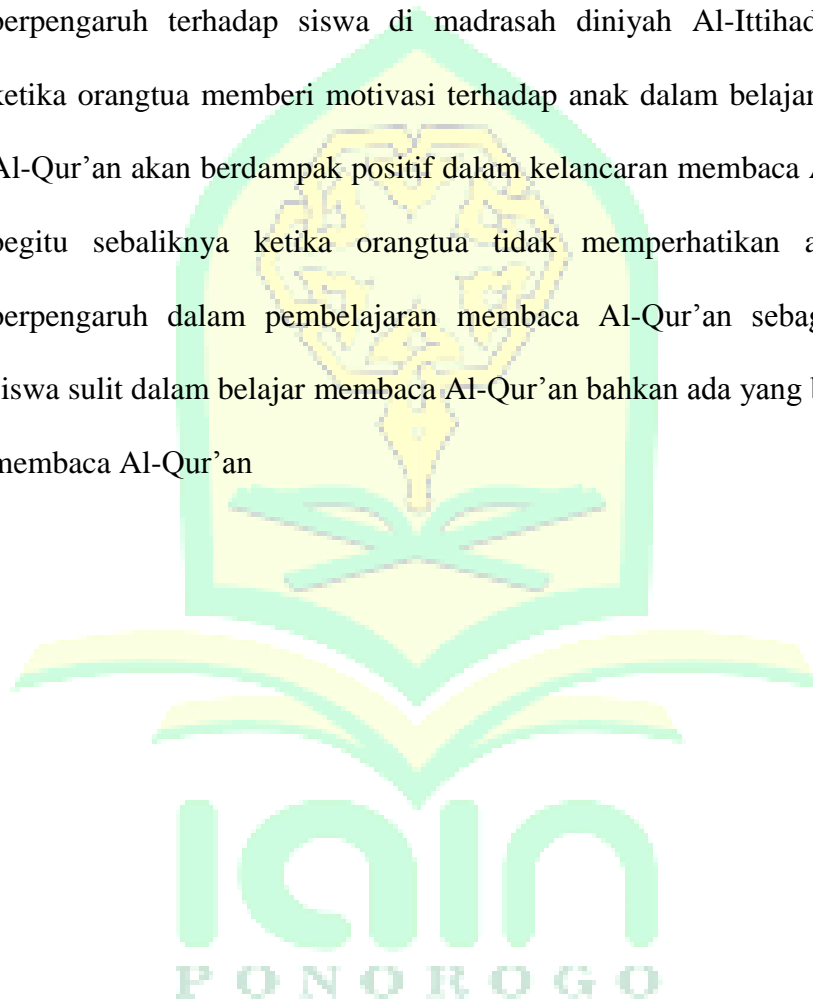 berpengaruh terhadap siswa di madrasah diniyah Al-Ittihad
ketika orangtua memberi motivasi terhadap anak dalam belajar
Al-Qur’an akan berdampak positif dalam kelancaran membaca
begitu sebaliknya ketika orangtua tidak memperhatikan
berpengaruh dalam pembelajaran membaca Al-Qur’an
siswa sulit dalam belajar membaca Al-Qur’an bahkan ada yang
membaca Al-Qur’an
iain
PONOROGO